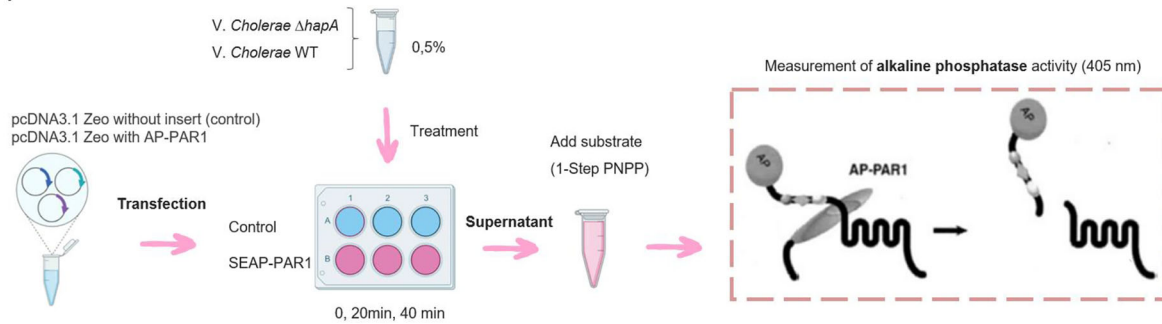 V. Cholerae ΔhapA
V. Cholerae WT
0,5%
Measurement of alkaline phosphatase activity (405 nm)
pcDNA3.1 Zeo without insert (control)
pcDNA3.1 Zeo with AP-PAR1
Treatment
Add substrate
(1-Step PNPP)
AP
AP
AP-PAR1
Transfection
Control
SEAP-PAR1
1 2 3
A
B
Supernatant
0, 20min, 40 min